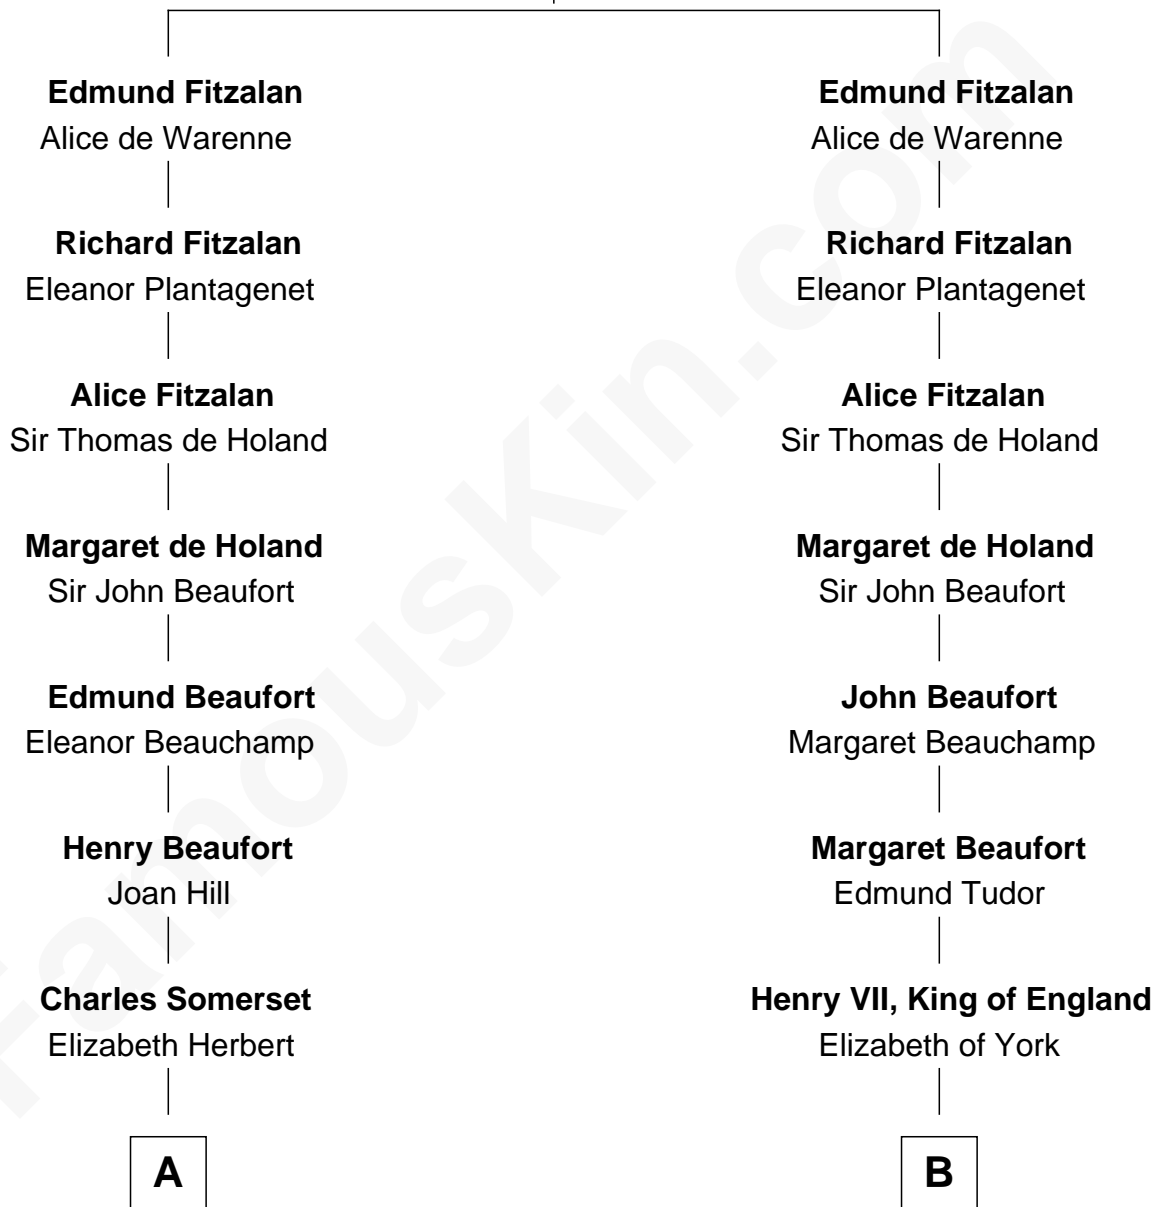 Edmund Fitzalan
Alice de Warenne
Richard Fitzalan
Eleanor Plantagenet
Alice Fitzalan
Sir Thomas de Holand
Margaret de Holand
Sir John Beaufort
Edmund Beaufort
Eleanor Beauchamp
Henry Beaufort
Joan Hill
Charles Somerset
Elizabeth Herbert
A
Edmund Fitzalan
Alice de Warenne
Richard Fitzalan
Eleanor Plantagenet
Alice Fitzalan
Sir Thomas de Holand
Margaret de Holand
Sir John Beaufort
John Beaufort
Margaret Beauchamp
Margaret Beaufort
Edmund Tudor
Henry VII, King of England
Elizabeth of York
B
FamousKin.com